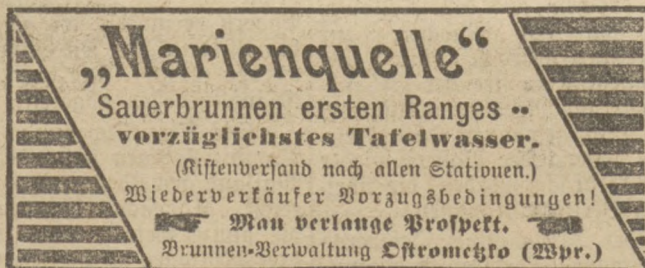 „Marienquelle“
Sauerbrunnen ersten Ranges ••
vorzüglichstes Tafelwasser.
(Kistenversand nach allen Stationen.)
Wiederverkäufer Vorzugsbedingungen!
Man verlange Prospekt.
Brunnen-Verwaltung Ostrometzko (Wpr.)